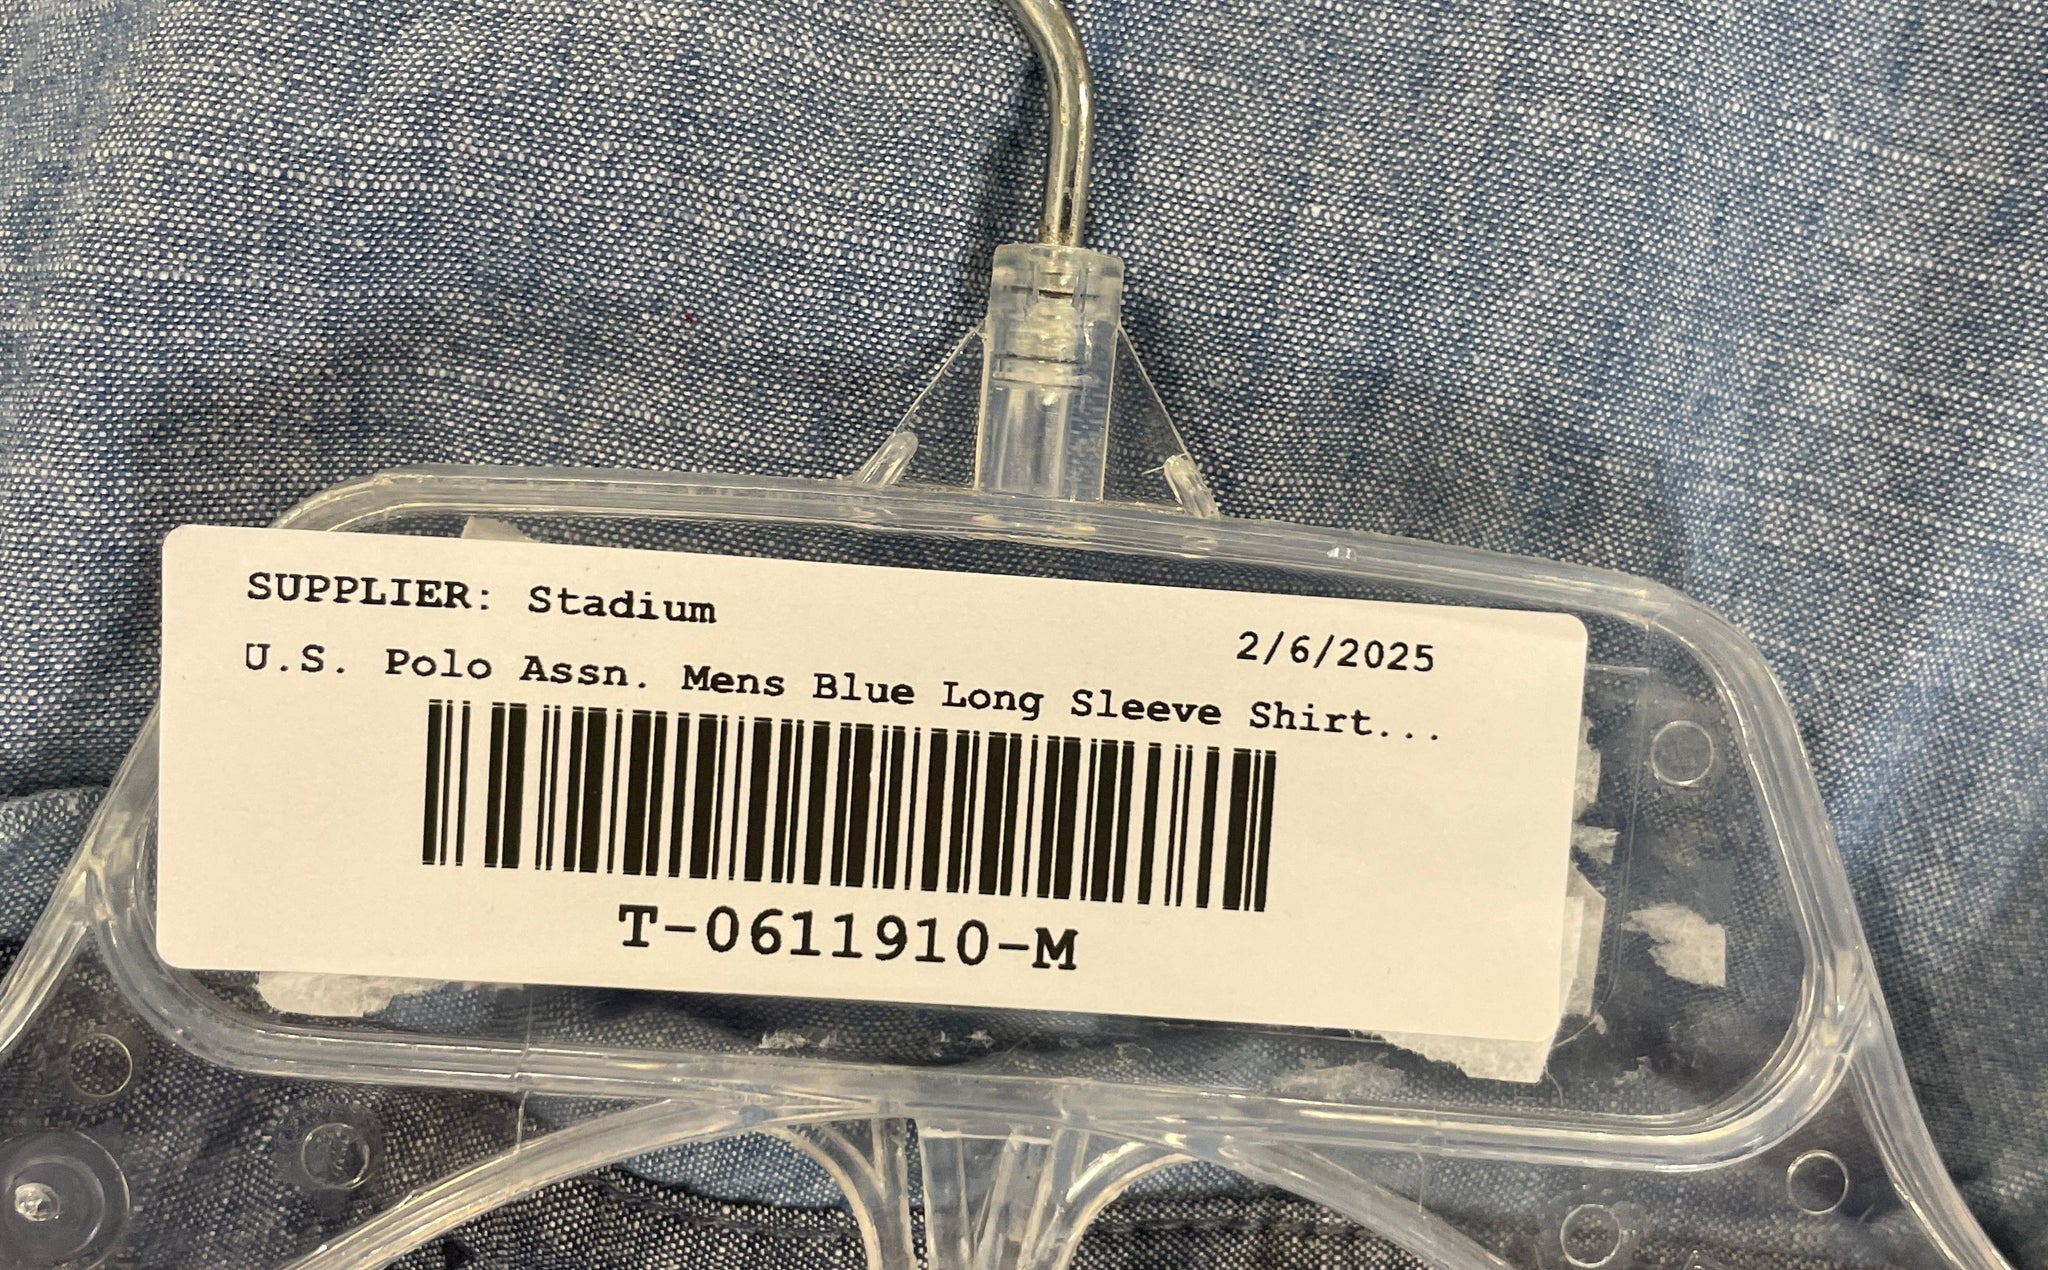 SUPPLIER: Stadium
2/6/2025
U.S. Polo Assn. Mens Blue Long Sleeve Shirt...
T-0611910-M